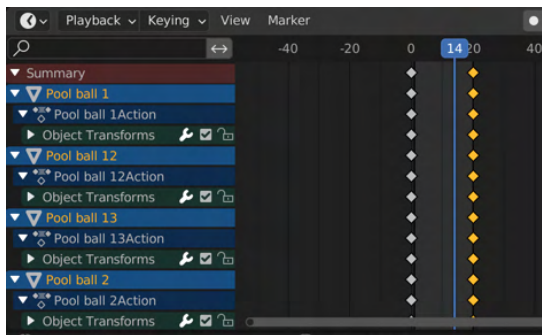 Playback Keying View Marker
-40 -20 0 14 20 40
Summary
Pool ball 1
Pool ball 1Action
Object Transforms
Pool ball 12
Pool ball 12Action
Object Transforms
Pool ball 13
Pool ball 13Action
Object Transforms
Pool ball 2
Pool ball 2Action
Object Transforms